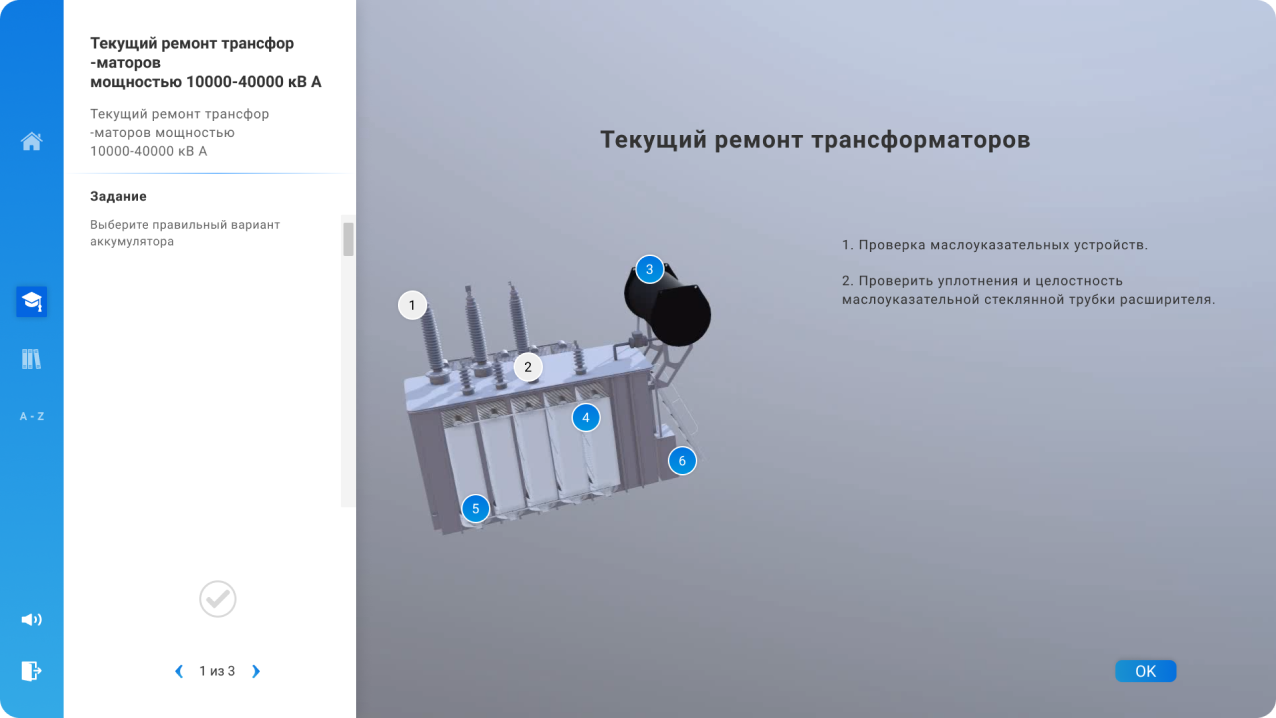 Текущий ремонт трансфор
-маторов
мощностью 10000-40000 кВ А
Текущий ремонт трансфор
-маторов мощностью
10000-40000 кВ А
Задание
Выберите правильный вариант
аккумулятора
A - Z
1 из 3
Текущий ремонт трансформаторов
1. Проверка маслоуказательных устройств.
2. Проверить уплотнения и целостность
маслоуказательной стеклянной трубки расширителя.
3
1
2
4
6
5
OK